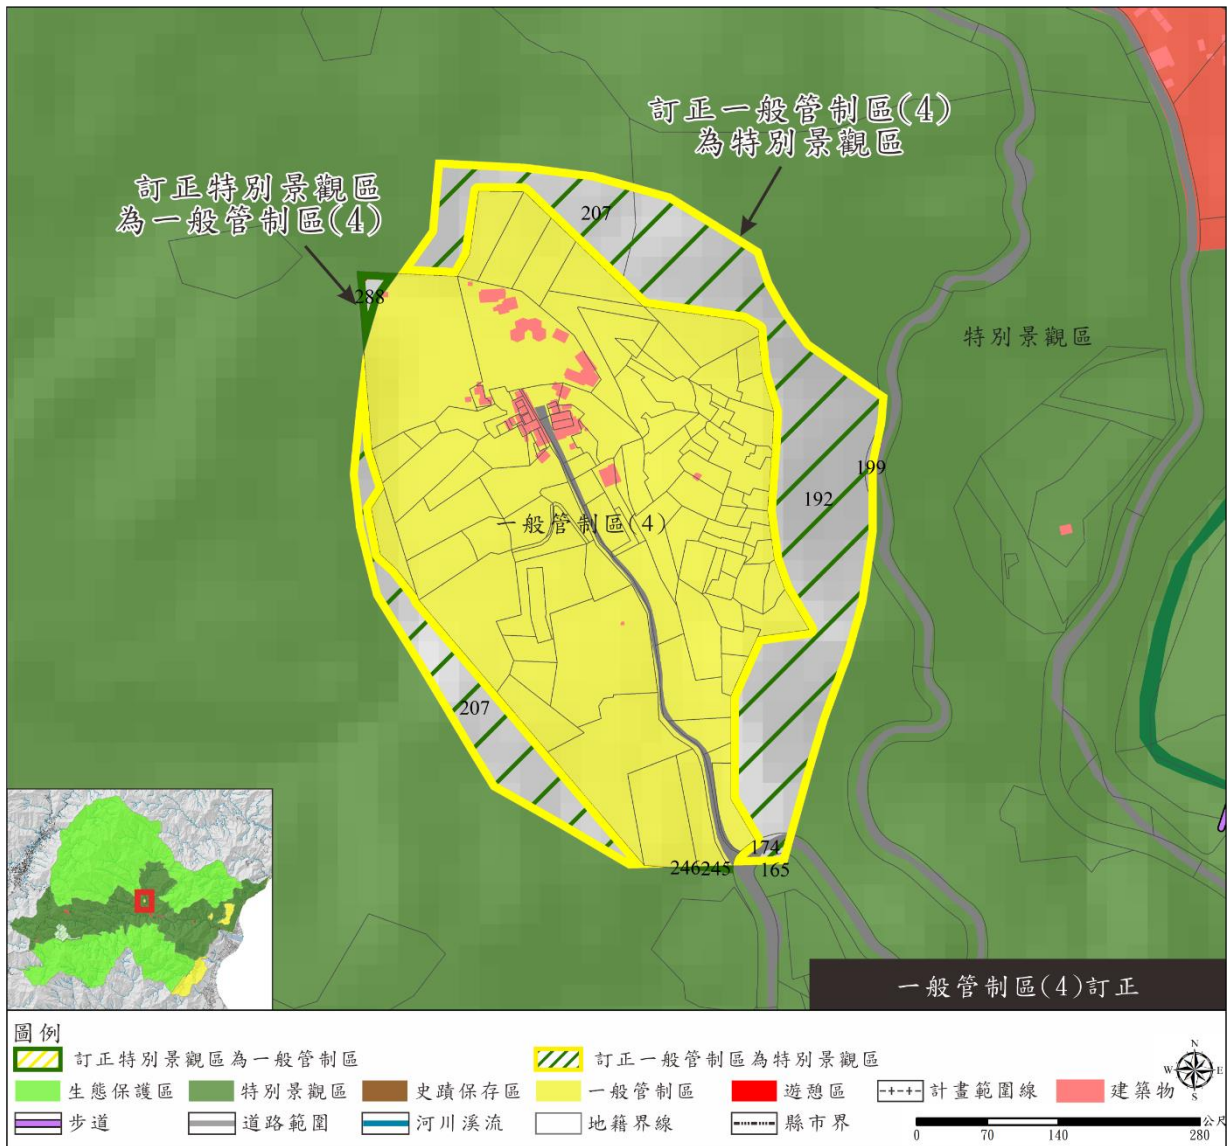 訂正一般管制區(4)
為特別景觀區
訂正特別景觀區
為一般管制區(4)
207
288
特別景觀區
199
192
一般管制區(4)
207
174
246245
165
一般管制區(4)訂正
圖例
訂正特別景觀區為一般管制區
訂正一般管制區為特別景觀區
生態保護區
特別景觀區
史蹟保存區
一般管制區
遊憩區
計畫範圍線
建築物
步道
道路範圍
河川溪流
地籍界線
縣市界
N
W
E
S
公尺
0 70 140 280